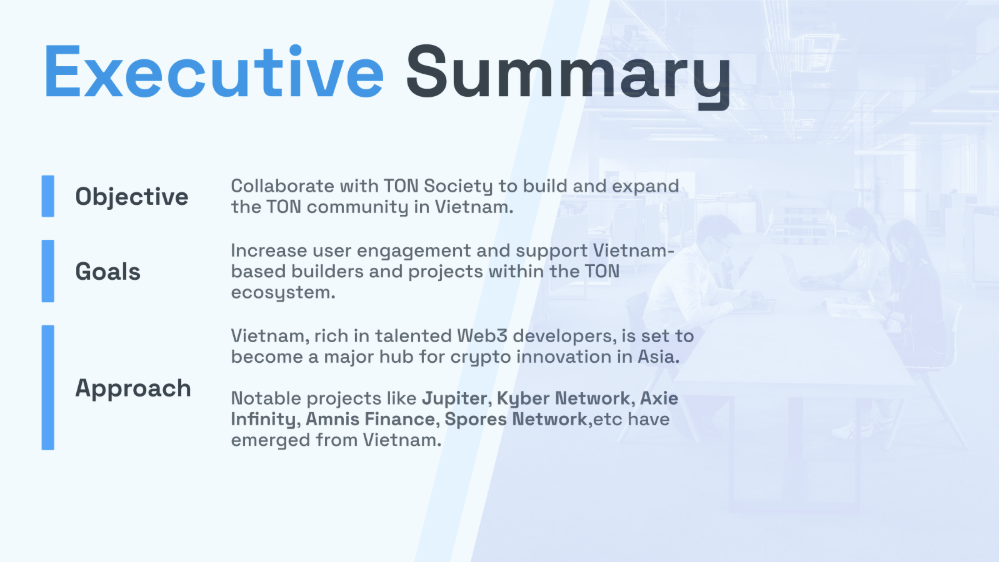 Executive Summary
Objective
Collaborate with TON Society to build and expand
the TON community in Vietnam.
Goals
Increase user engagement and support Vietnam-
based builders and projects within the TON
ecosystem.
Approach
Vietnam, rich in talented Web3 developers, is set to
become a major hub for crypto innovation in Asia.
Notable projects like Jupiter, Kyber Network, Axie
Infinity, Amnis Finance, Spores Network,etc have
emerged from Vietnam.